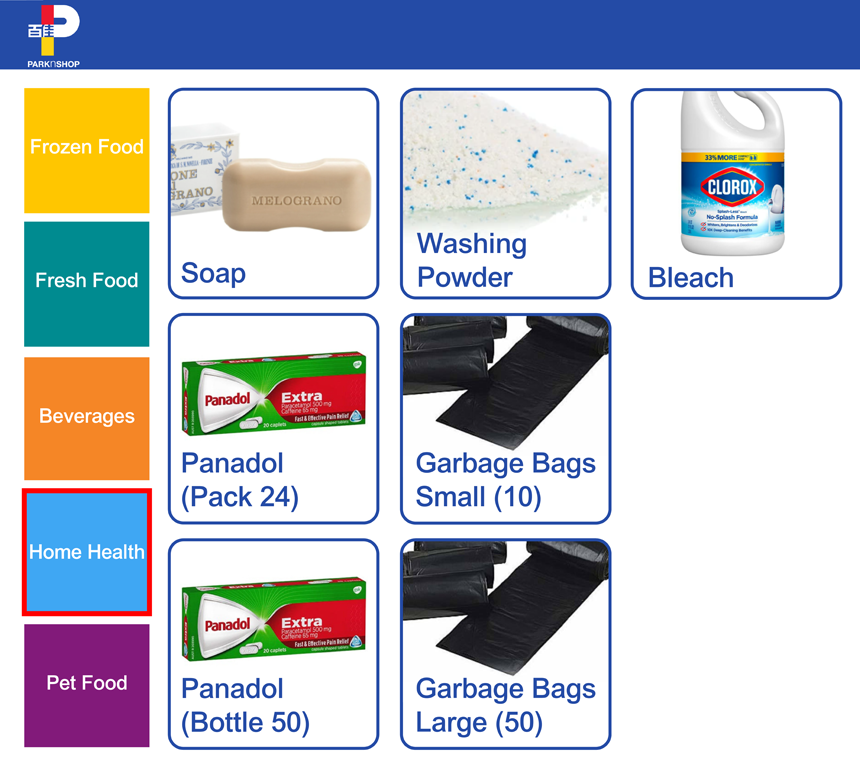 百佳
PARKnSHOP
Frozen Food
Fresh Food
Beverages
Home Health
Pet Food
MELOGRANO
GRANO
Soap
Washing
Powder
33% MORE
CLOROX
Splash-Less
No-Splash Formula
Whitens, Brightens & Deodorizes
Bleach
Panadol
Extra
Paracetamol 500 mg
Caffeine 65 mg
Fast & Effective Pain Relief
20 caplets
Panadol
(Pack 24)
Garbage Bags
Small (10)
Panadol
Extra
Paracetamol 500 mg
Caffeine 65 mg
Fast & Effective Pain Relief
20 caplets
Panadol
(Bottle 50)
Garbage Bags
Large (50)